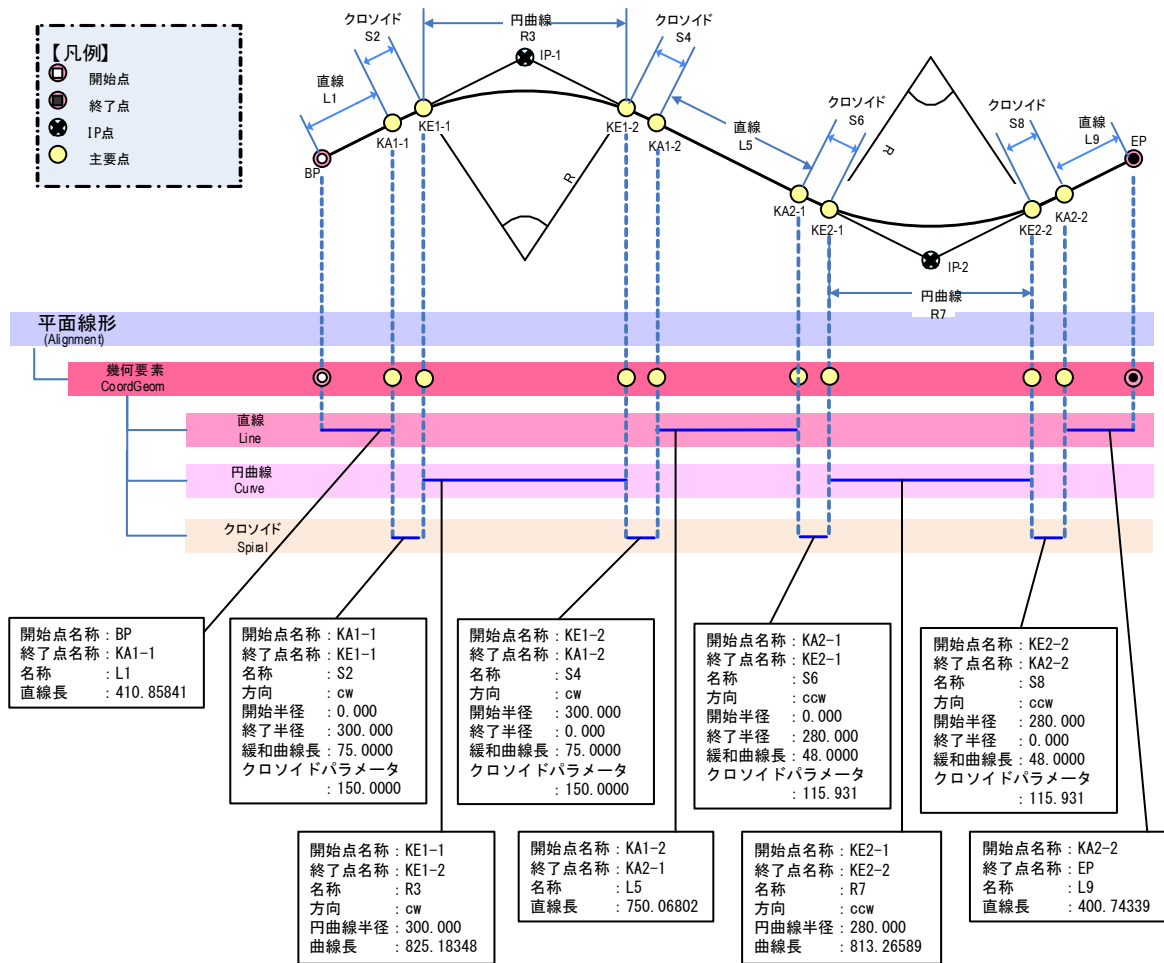 【凡例】
開始点
終了点
IP点
主要点
クロソイド
S2
円曲線
R3
クロソイド
S4
IP-1
直線
L1
KE1-1
KE1-2
KA1-1
KA1-2
BP
R
直線
L5
クロソイド
S6
R
クロソイド
S8
直線
L9
EP
KA2-1
KE2-1
KE2-2
KA2-2
IP-2
円曲線
R7
平面線形
(Alignment)
幾何要素
CoordGeom
直線
Line
円曲線
Curve
クロソイド
Spiral
開始点名称：BP
終了点名称：KA1-1
名称：L1
直線長：410.85841
開始点名称：KA1-1
終了点名称：KE1-1
名称：S2
方向：cw
開始半径：0.000
終了半径：300.000
緩和曲線長：75.0000
クロソイドパラメータ
：150.0000
開始点名称：KE1-2
終了点名称：KA1-2
名称：S4
方向：cw
開始半径：300.000
終了半径：0.000
緩和曲線長：75.0000
クロソイドパラメータ
：150.0000
開始点名称：KA2-1
終了点名称：KE2-1
名称：S6
方向：ccw
開始半径：0.000
終了半径：280.000
緩和曲線長：48.0000
クロソイドパラメータ
：115.931
開始点名称：KE2-2
終了点名称：KA2-2
名称：S8
方向：ccw
開始半径：280.000
終了半径：0.000
緩和曲線長：48.0000
クロソイドパラメータ
：115.931
開始点名称：KE1-1
終了点名称：KE1-2
名称：R3
方向：cw
円曲線半径：300.000
曲線長：825.18348
開始点名称：KA1-2
終了点名称：KA2-1
名称：L5
直線長：750.06802
開始点名称：KE2-1
終了点名称：KE2-2
名称：R7
方向：ccw
円曲線半径：280.000
曲線長：813.26589
開始点名称：KA2-2
終了点名称：EP
名称：L9
直線長：400.74339